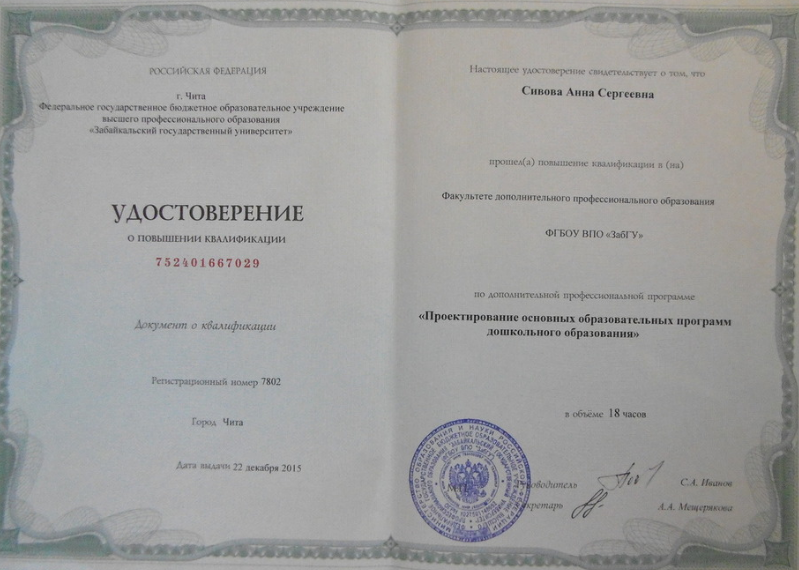 РОССИЙСКАЯ ФЕДЕРАЦИЯ
г. Чита
Федеральное государственное бюджетное образовательное учреждение
высшего профессионального образования
«Забайкальский государственный университет»
УДОСТОВЕРЕНИЕ
О ПОВЫШЕНИИ КВАЛИФИКАЦИИ
752401667029
Документ о квалификации
Регистрационный номер 7802
Город Чита
Дата выдачи 22 декабря 2015
Настоящее удостоверение свидетельствует о том, что
Сивова Анна Сергеевна
прошел(а) повышение квалификации в (на)
Факультете дополнительного профессионального образования
ФГБОУ ВПО «ЗабГУ»
по дополнительной профессиональной программе
«Проектирование основных образовательных программ
дошкольного образования»
в объёме 18 часов
Руководитель С.А. Иванов
Секретарь А.А. Мещерякова